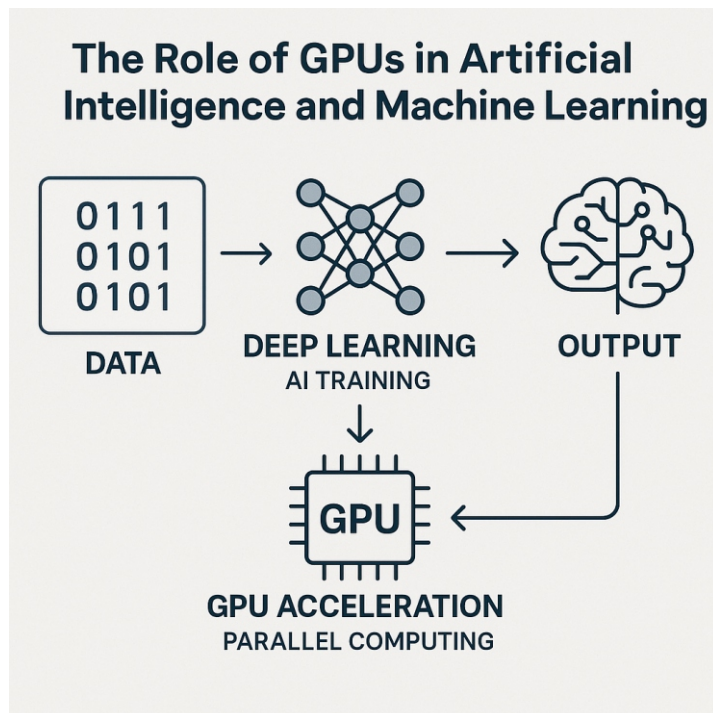 The Role of GPUs in Artificial
Intelligence and Machine Learning
0111
0101
0101
DATA
DEEP LEARNING
AI TRAINING
OUTPUT
GPU
GPU ACCELERATION
PARALLEL COMPUTING